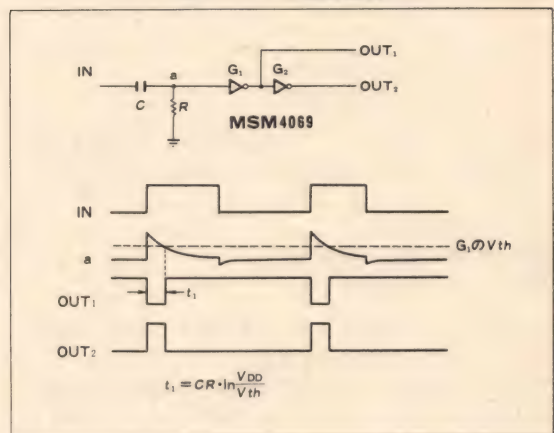 OUT₁
IN
a
G₁
G₂
OUT₂
C
R
MSM4069
IN
G₁のVth
a
t₁
OUT₁
OUT₂
t₁＝CR·ln VDD/Vth